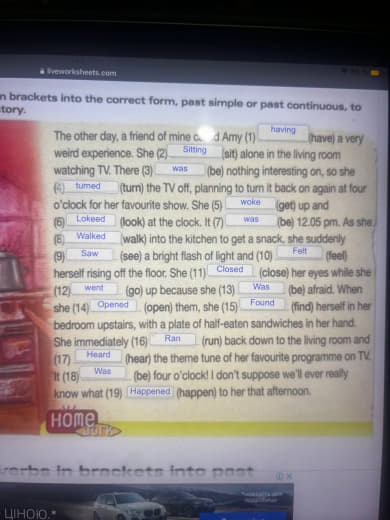 liveworksheets.com
n brackets into the correct form, past simple or past continuous, to
tory.
The other day, a friend of mine called Amy (1) having (have) a very
weird experience. She (2) Sitting (sit) alone in the living room
watching TV. There (3) was (be) nothing interesting on, so she
(4) turned (turn) the TV off, planning to turn it back on again at four
o'clock for her favourite show. She (5) woke (get) up and
(6) Lokeed (look) at the clock. It (7) was (be) 12.05 pm. As she
(8) Walked (walk) into the kitchen to get a snack, she suddenly
(9) Saw (see) a bright flash of light and (10) Felt (feel)
herself rising off the floor. She (11) Closed (close) her eyes while she
(12) went (go) up because she (13) Was (be) afraid. When
she (14) Opened (open) them, she (15) Found (find) herself in her
bedroom upstairs, with a plate of half-eaten sandwiches in her hand.
She immediately (16) Ran (run) back down to the living room and
(17) Heard (hear) the theme tune of her favourite programme on TV.
It (18) Was (be) four o'clock! I don't suppose we'll ever really
know what (19) Happened (happen) to her that afternoon.
Home
work
verbs in brackets into past
ЦІНОЮ.*